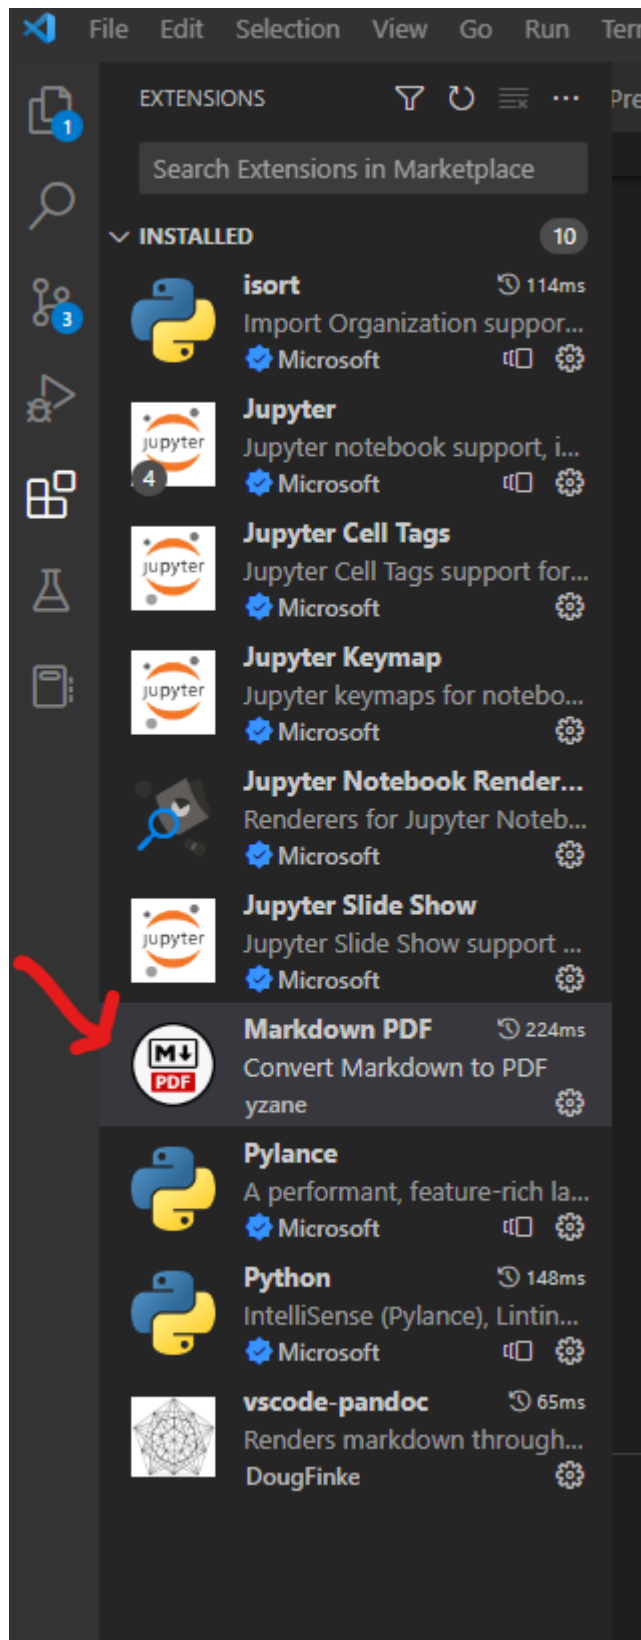 File Edit Selection View Go Run Terr
EXTENSIONS
Pre
1
Search Extensions in Marketplace
INSTALLED 10
isort 114ms
Import Organization suppor...
Microsoft
3
Jupyter
jupyter
Jupyter notebook support, i...
4
Microsoft
Jupyter Cell Tags
jupyter
Jupyter Cell Tags support for...
Microsoft
Jupyter Keymap
jupyter
Jupyter keymaps for notebo...
Microsoft
Jupyter Notebook Render...
Renderers for Jupyter Noteb...
Microsoft
Jupyter Slide Show
jupyter
Jupyter Slide Show support ...
Microsoft
Markdown PDF 224ms
M
PDF
Convert Markdown to PDF
yzane
Pylance
A performant, feature-rich la...
Microsoft
Python 148ms
IntelliSense (Pylance), Lintin...
Microsoft
vscode-pandoc 65ms
Renders markdown through...
DougFinke